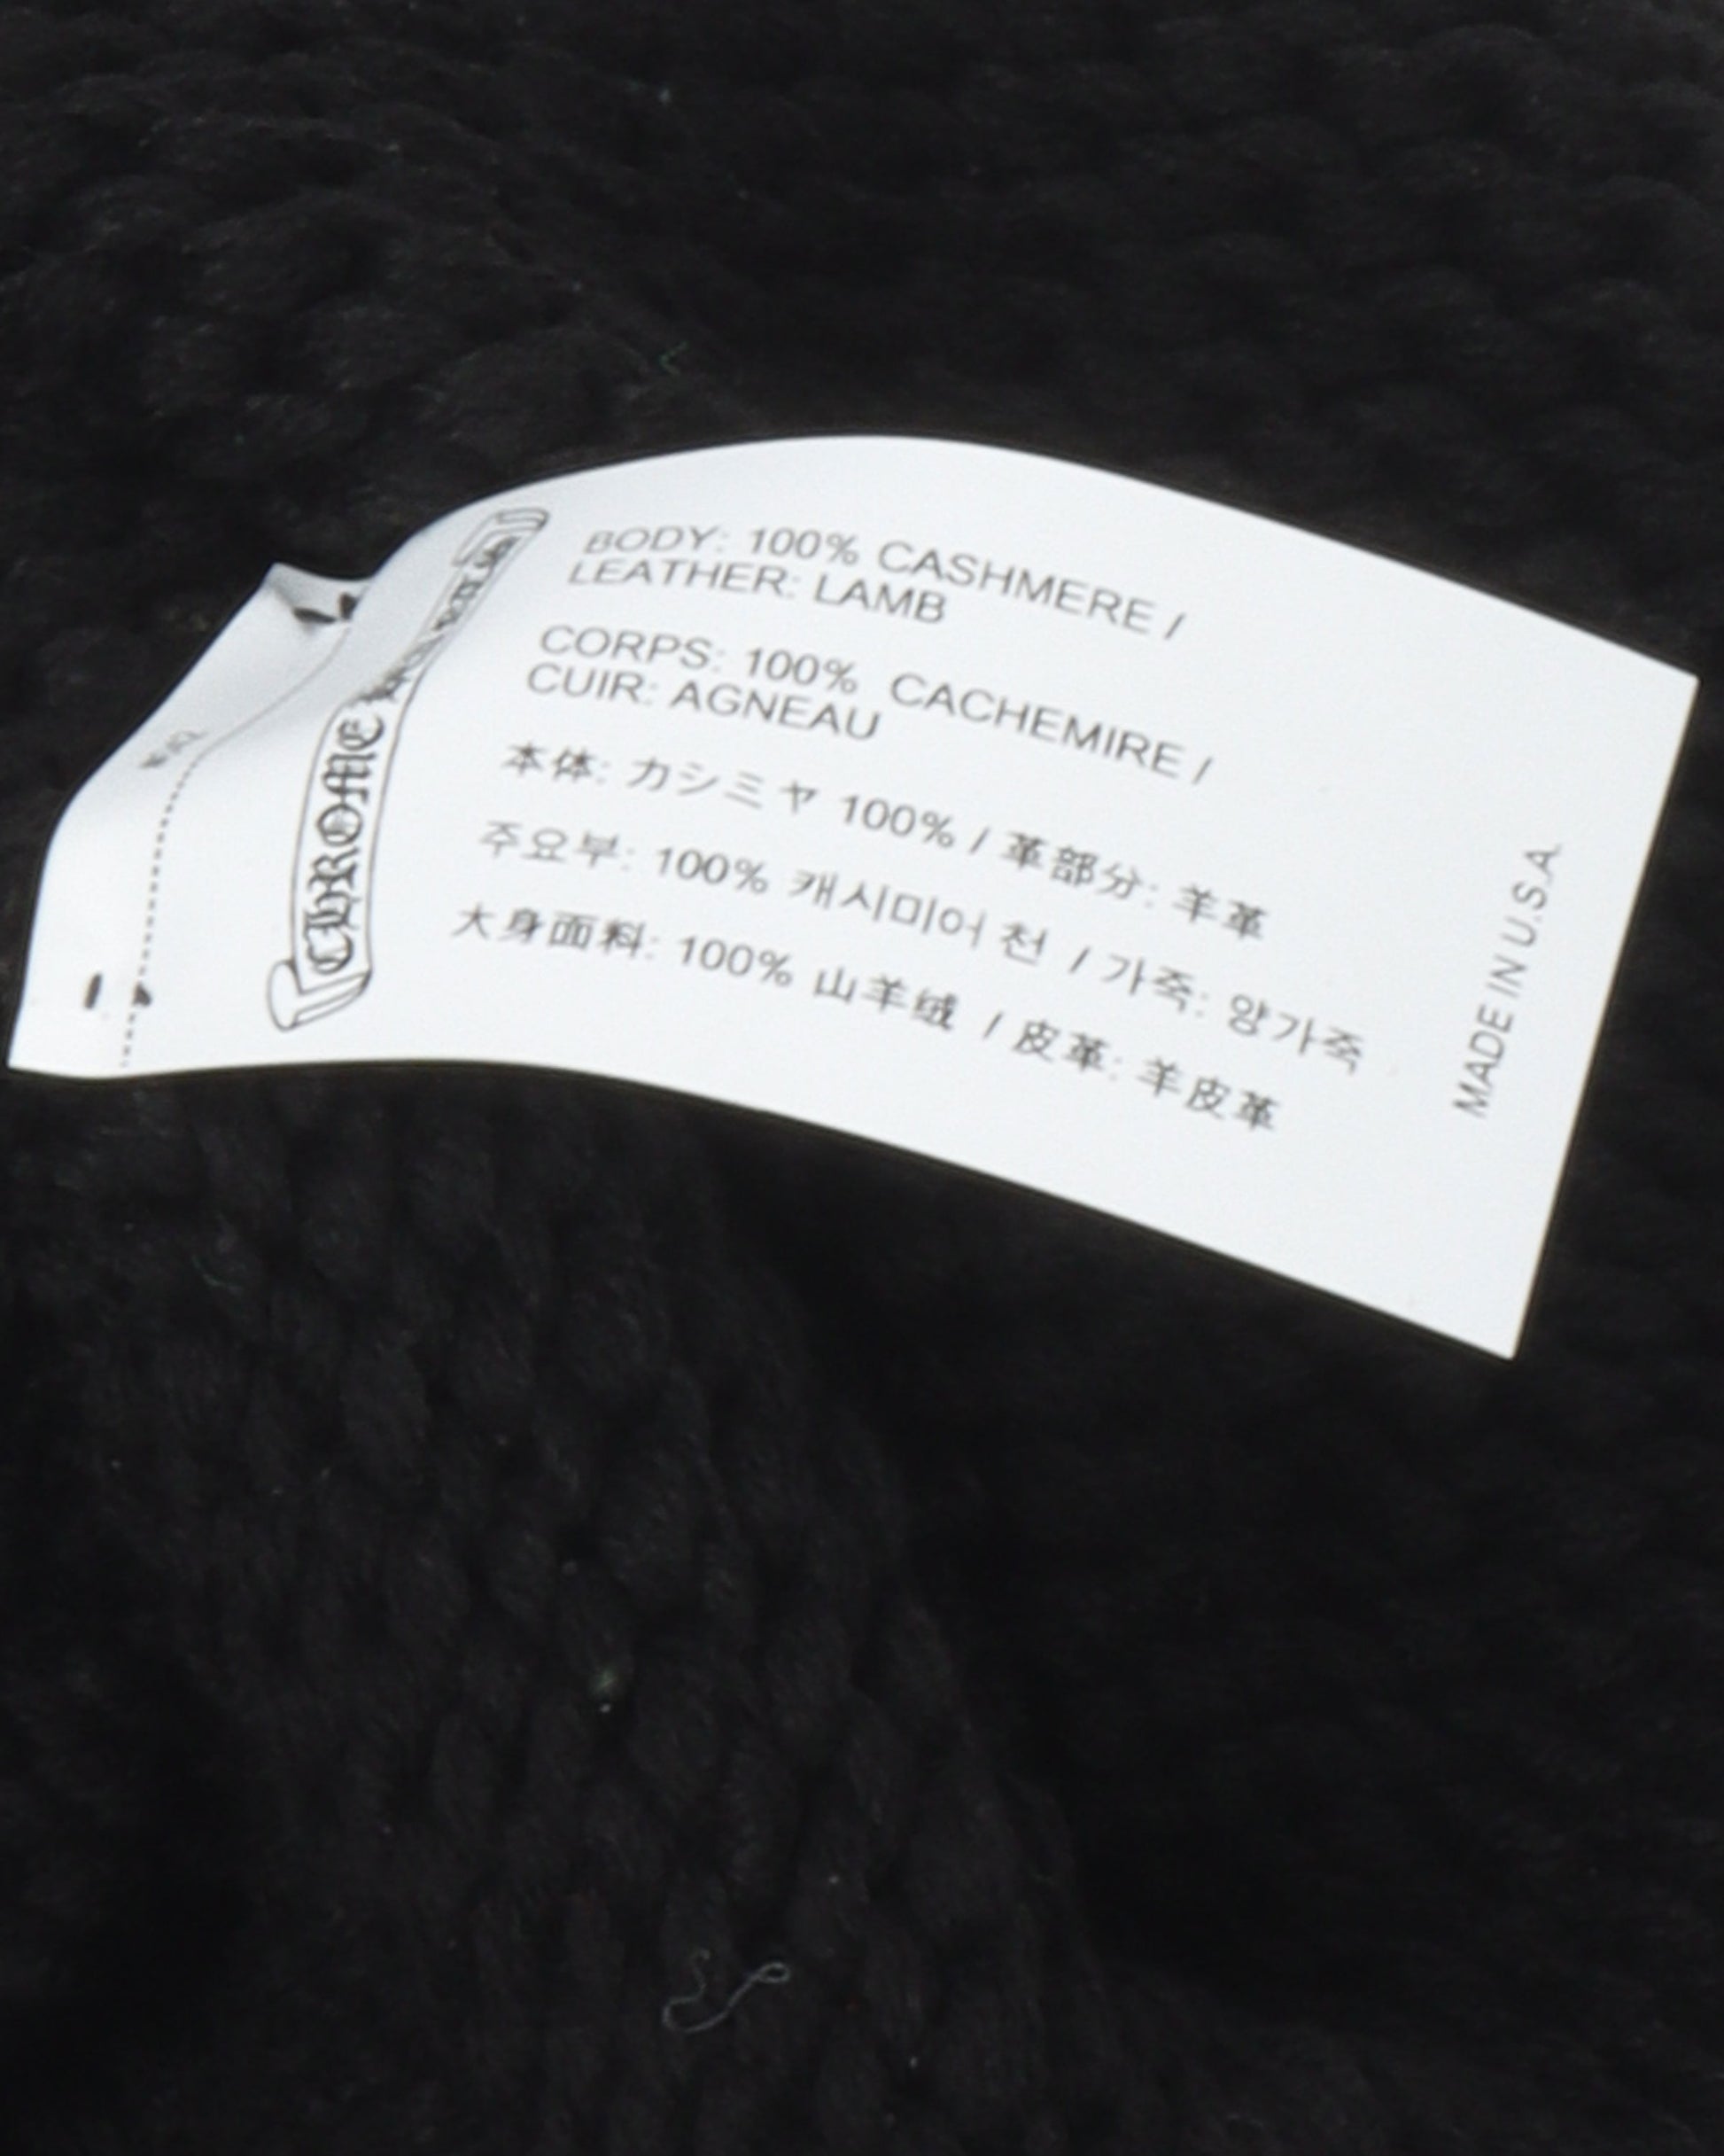 CHROME HEARTS
BODY: 100% CASHMERE /
LEATHER: LAMB
CORPS: 100% CACHEMIRE /
CUIR: AGNEAU
本体: カシミヤ 100% / 革部分: 羊革
주요부: 100% 캐시미어 천 / 가죽: 양가죽
大身面料: 100% 山羊绒 / 皮革: 羊皮革
MADE IN U.S.A.